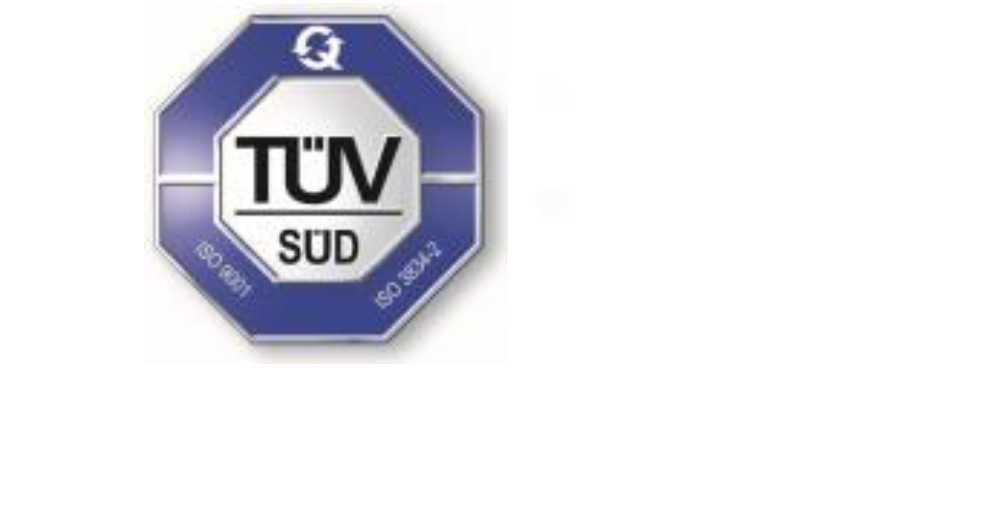 Q
TÜV
SÜD
ISO 9001
ISO 3834-2